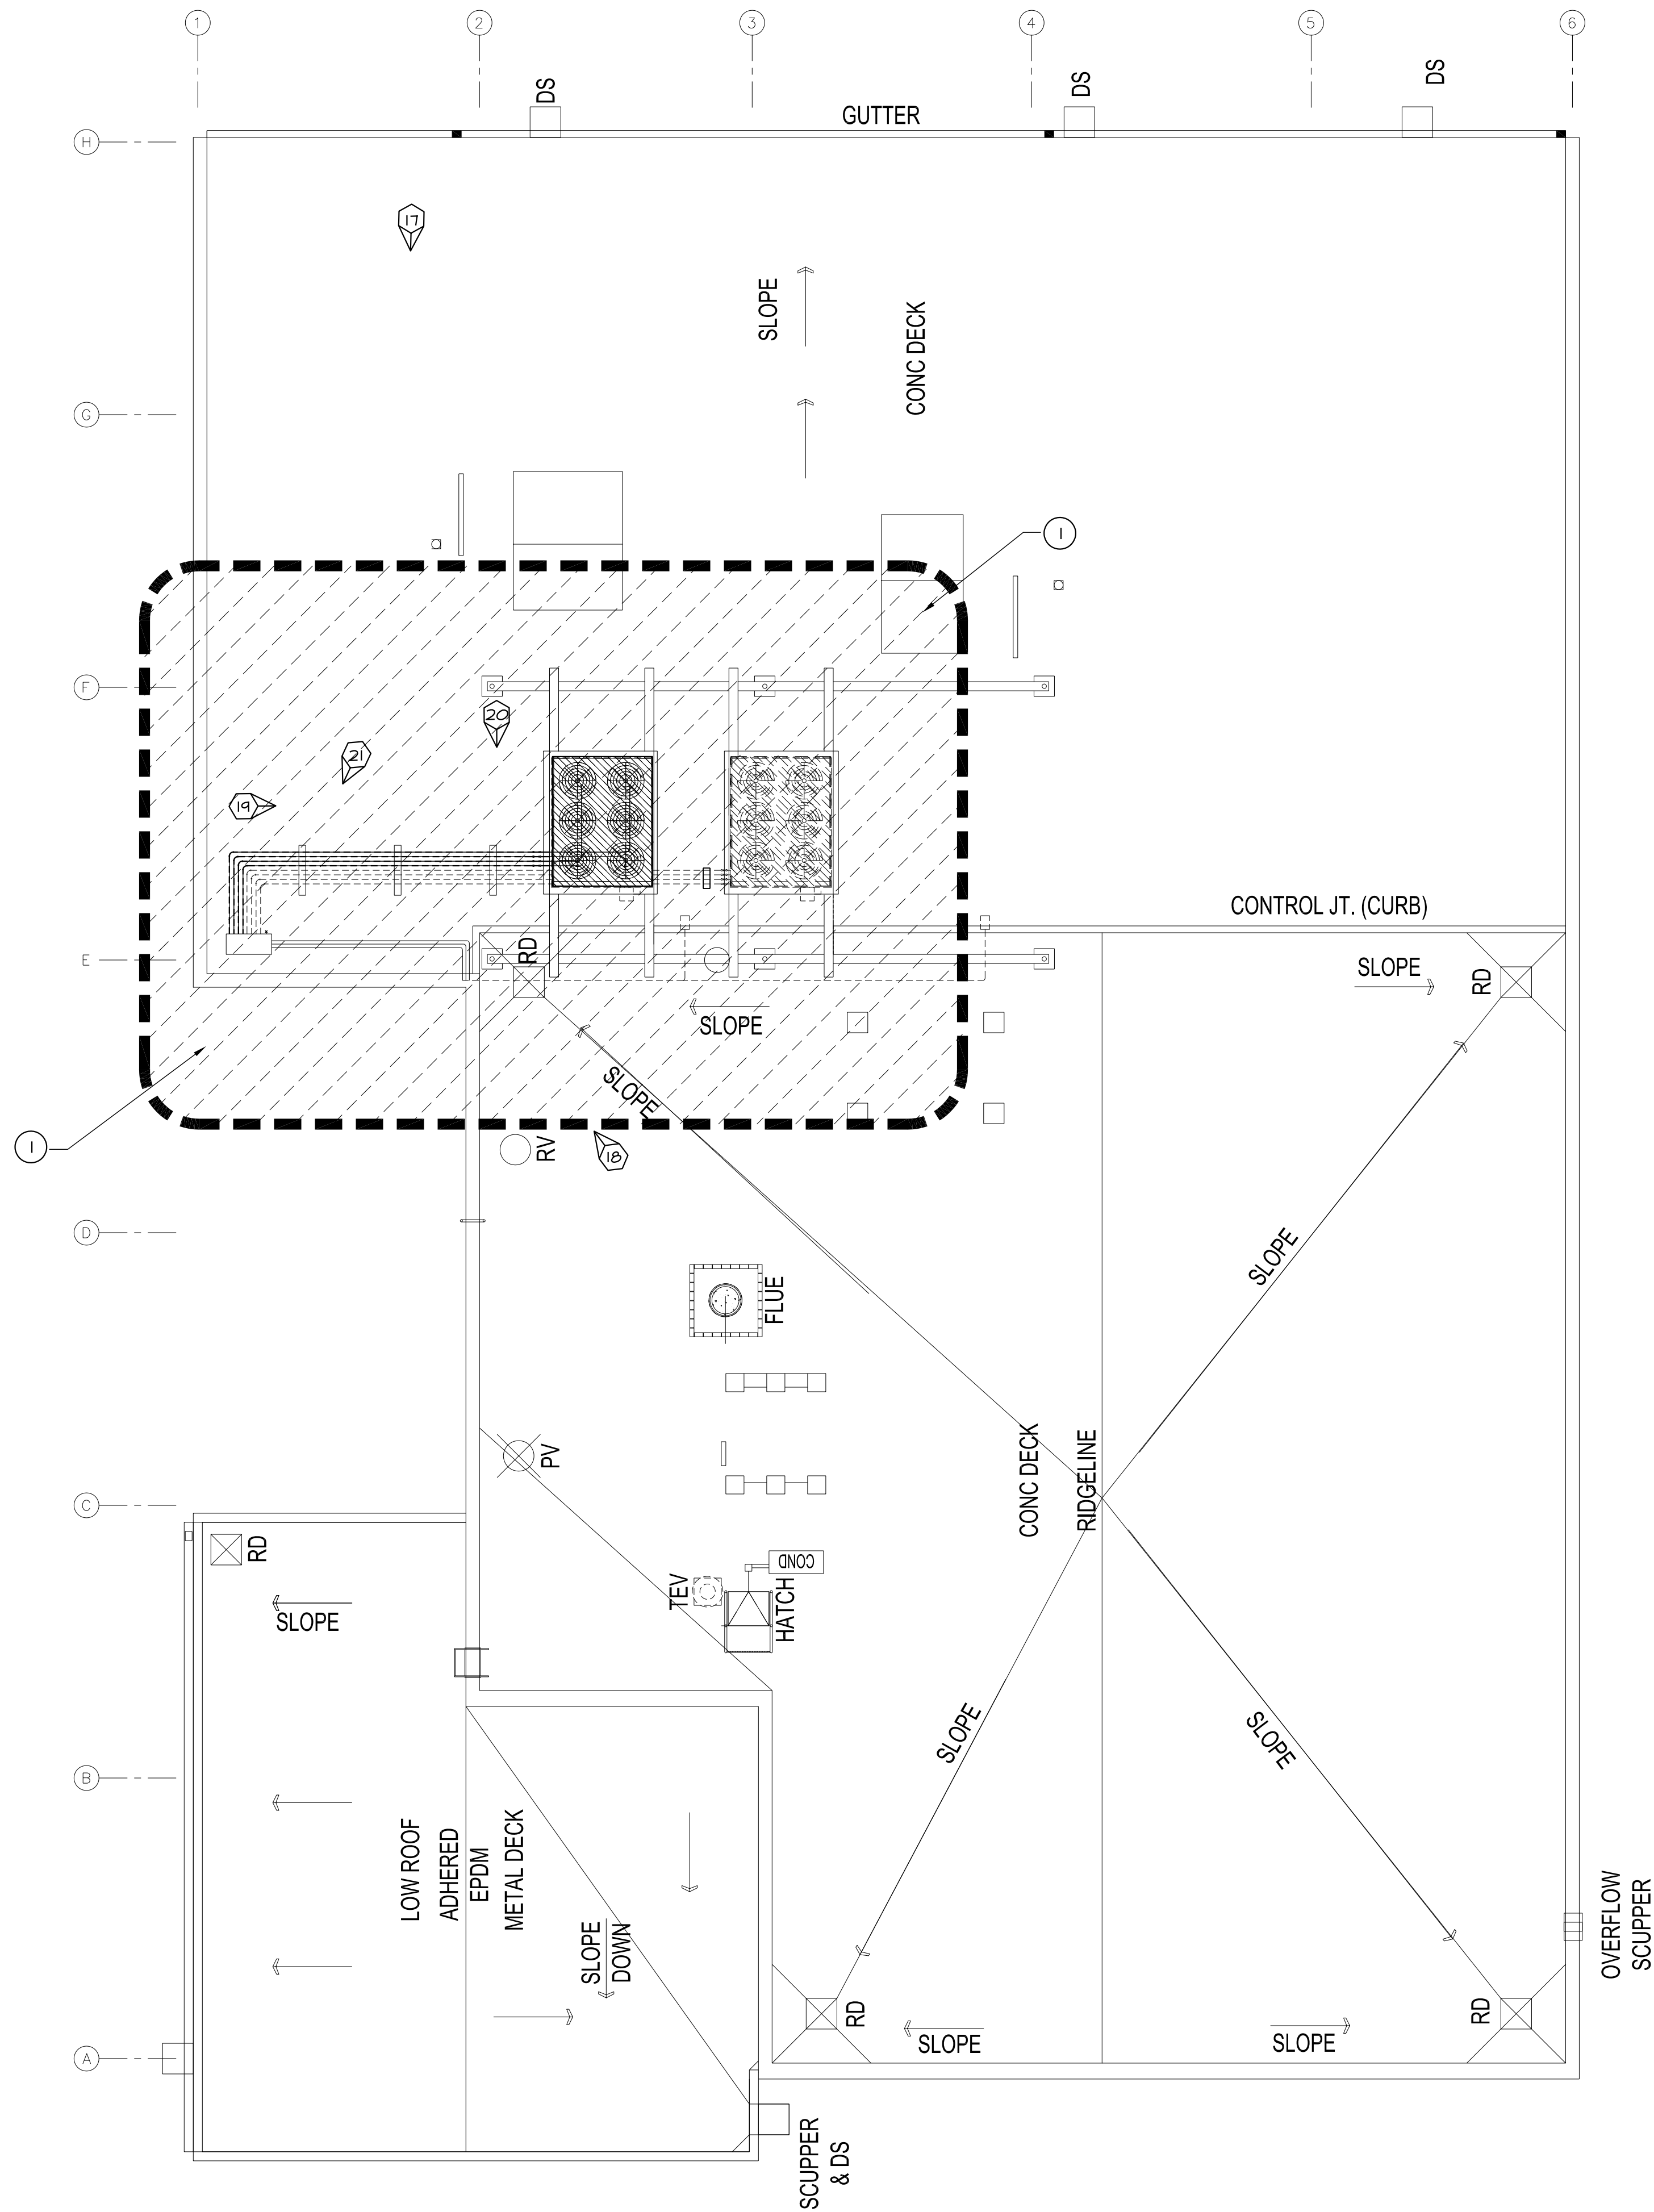 1
2
3
4
5
6
DS
DS
DS
GUTTER
H
17
SLOPE
CONC DECK
G
1
F
20
21
19
CONTROL JT. (CURB)
E
RD
SLOPE
RD
SLOPE
SLOPE
1
RV
18
D
SLOPE
FLUE
PV
CONC DECK
RIDGELINE
C
RD
COND
TEV
HATCH
SLOPE
SLOPE
SLOPE
B
LOW ROOF
ADHERED
EPDM
METAL DECK
SLOPE
DOWN
OVERFLOW
SCUPPER
RD
RD
SLOPE
SLOPE
A
SCUPPER
& DS